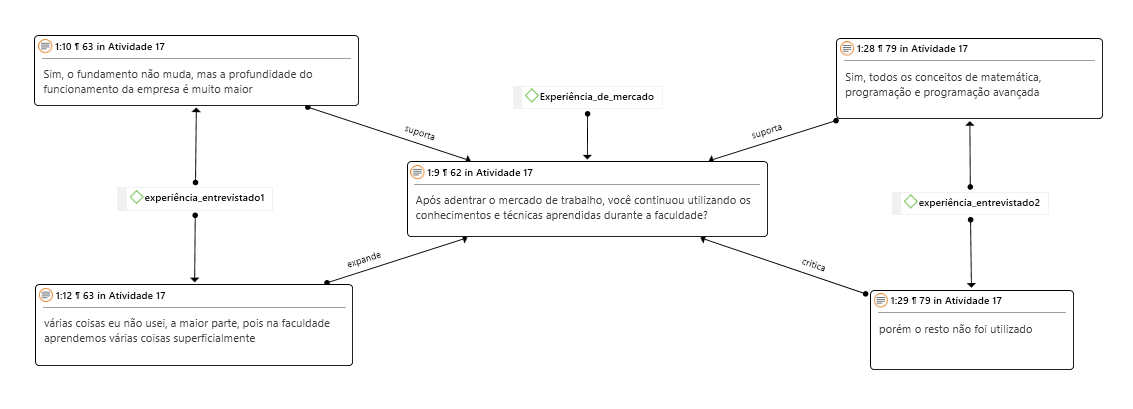 1:10 ¶ 63 in Atividade 17
Sim, o fundamento não muda, mas a profundidade do
funcionamento da empresa é muito maior
1:28 ¶ 79 in Atividade 17
Sim, todos os conceitos de matemática,
programação e programação avançada
Experiência_de_mercado
suporta
suporta
1:9 ¶ 62 in Atividade 17
Após adentrar o mercado de trabalho, você continuou utilizando os
conhecimentos e técnicas aprendidas durante a faculdade?
experiência_entrevistado1
experiência_entrevistado2
expande
critica
1:12 ¶ 63 in Atividade 17
várias coisas eu não usei, a maior parte, pois na faculdade
aprendemos várias coisas superficialmente
1:29 ¶ 79 in Atividade 17
porém o resto não foi utilizado